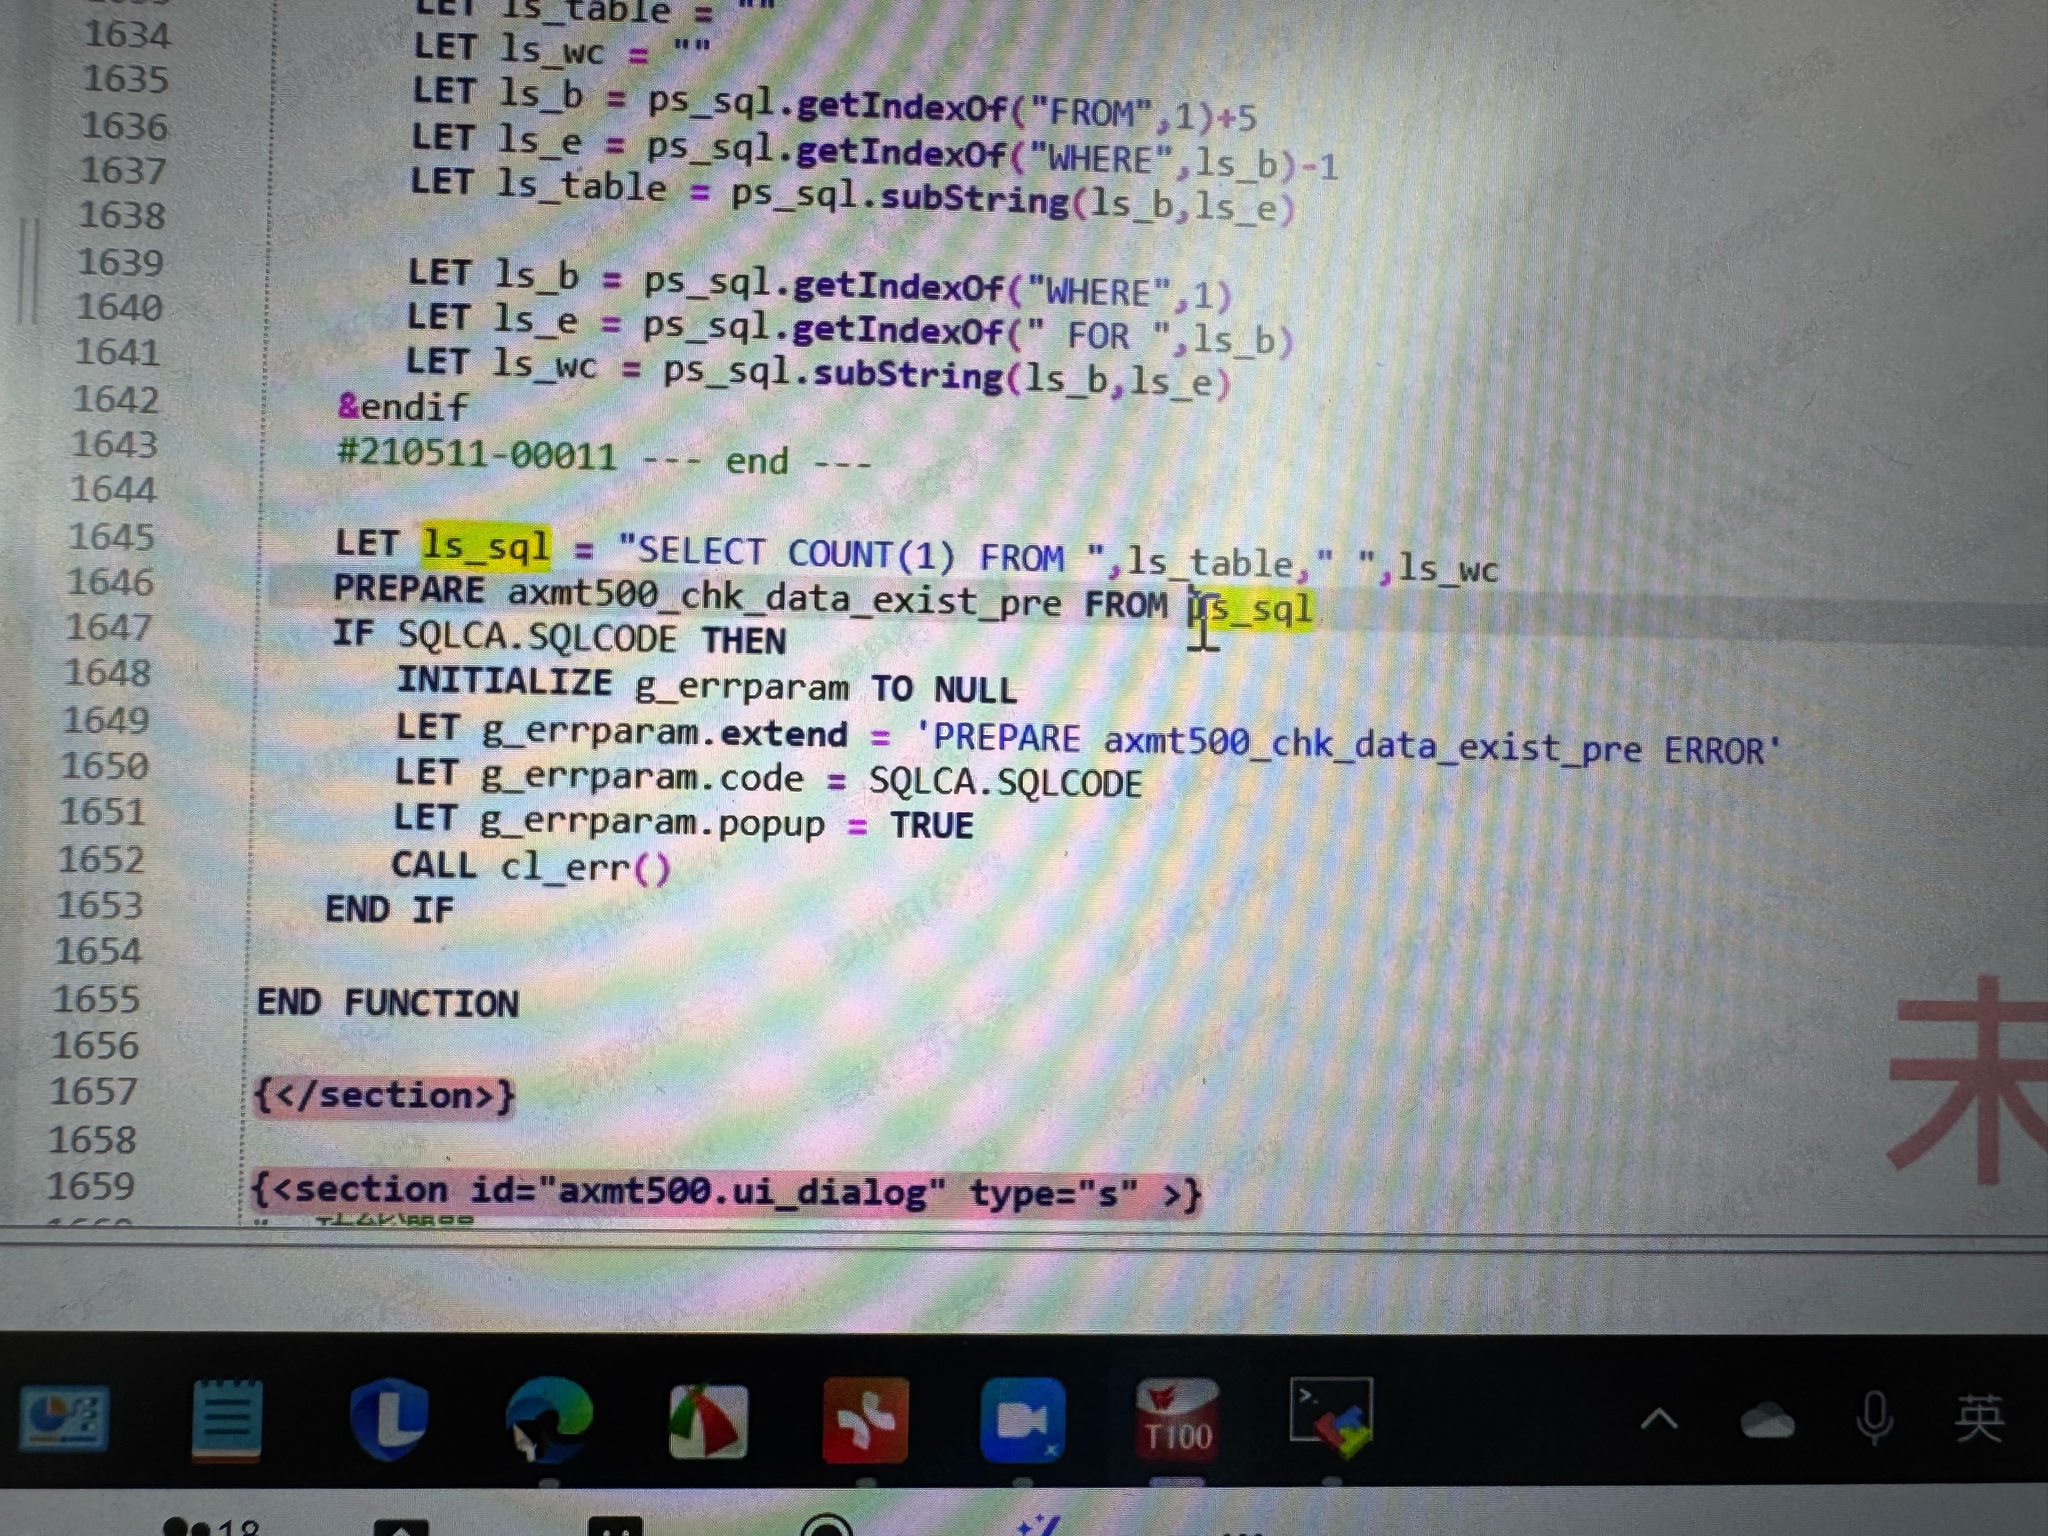 LET ls_table = ""
1634 LET ls_wc = ""
1635 LET ls_b = ps_sql.getIndexOf("FROM",1)+5
1636 LET ls_e = ps_sql.getIndexOf("WHERE",ls_b)-1
1637 LET ls_table = ps_sql.subString(ls_b,ls_e)
1638
1639 LET ls_b = ps_sql.getIndexOf("WHERE",1)
1640 LET ls_e = ps_sql.getIndexOf(" FOR ",ls_b)
1641 LET ls_wc = ps_sql.subString(ls_b,ls_e)
1642 &endif
1643 #210511-00011 --- end ---
1644
1645 LET ls_sql = "SELECT COUNT(1) FROM ",ls_table," ",ls_wc
1646 PREPARE axmt500_chk_data_exist_pre FROM
1647 IF SQLCA.SQLCODE THEN
1648 INITIALIZE g_errparam TO NULL
1649 LET g_errparam.extend = 'PREPARE axmt500_chk_data_exist_pre ERROR'
1650 LET g_errparam.code = SQLCA.SQLCODE
1651 LET g_errparam.popup = TRUE
1652 CALL cl_err()
1653 END IF
1654
1655 END FUNCTION
1656
1657 {</section>}
1658
1659 {<section id="axmt500.ui_dialog" type="s" >}
未
L
T100
>_
英
18